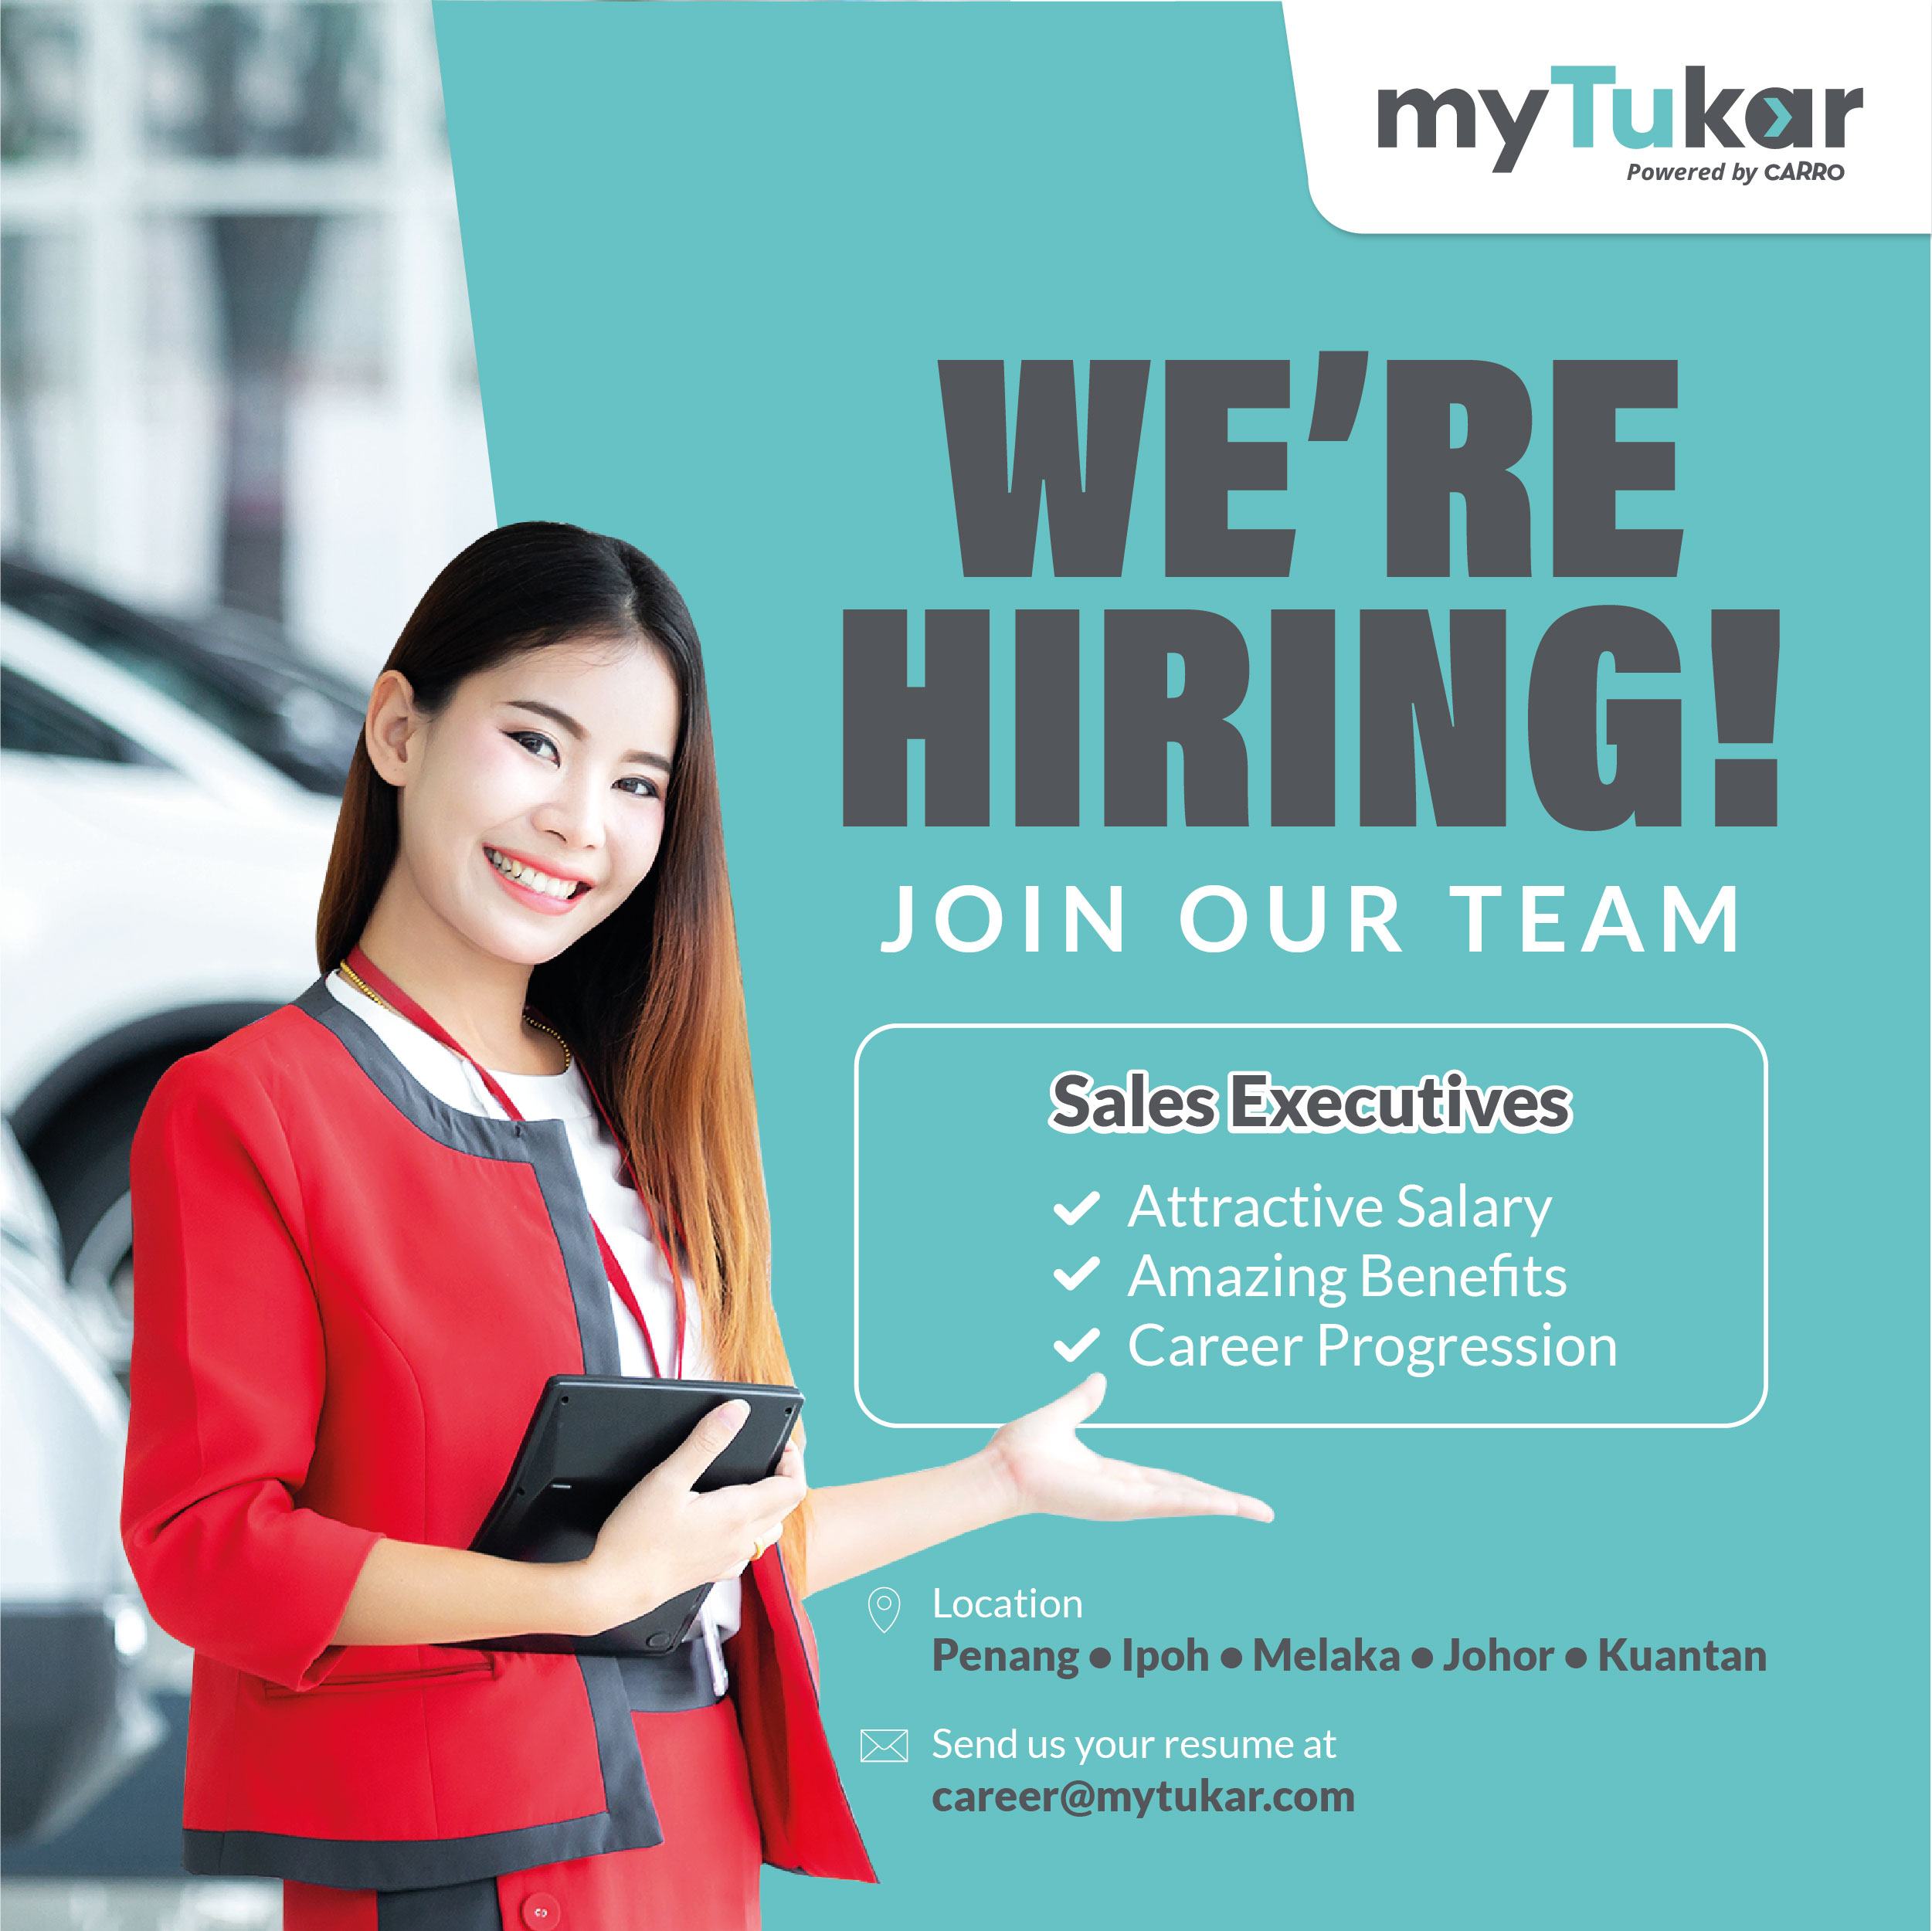 myTukar
Powered by CARRO
WE’RE
HIRING!
JOIN OUR TEAM
Sales Executives
Attractive Salary
Amazing Benefits
Career Progression
Location
Penang ● Ipoh ● Melaka ● Johor ● Kuantan
Send us your resume at
career@mytukar.com